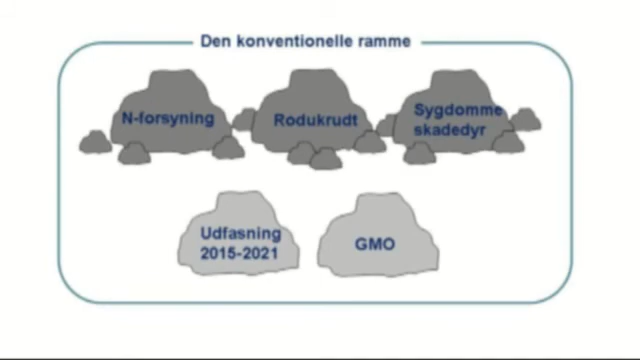 Den konventionelle ramme
N-forsyning
Rodukrudt
Sygdomme
skadedyr
Udfasning
2015-2021
GMO